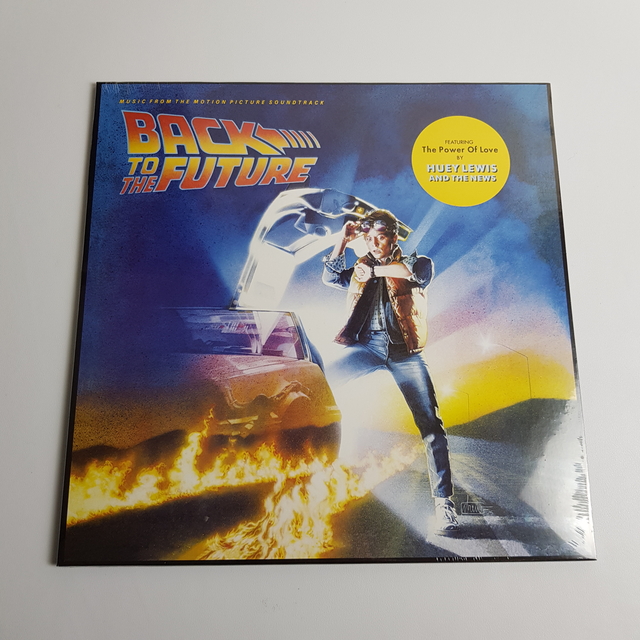 MUSIC FROM THE MOTION PICTURE SOUNDTRACK
BACK
TO
THE FUTURE
FEATURING
The Power Of Love
BY
HUEY LEWIS
AND THE NEWS